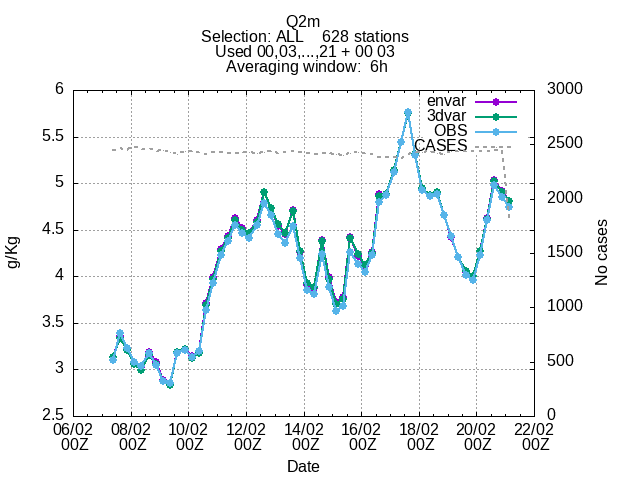 Q2m
Selection: ALL    628 stations
Used 00,03,...,21 + 00 03
Averaging window:  6h
envar
3dvar
OBS
CASES
6
5.5
5
4.5
4
3.5
3
2.5
3000
2500
2000
1500
1000
500
0
g/Kg
No cases
06/02 08/02 10/02 12/02 14/02 16/02 18/02 20/02 22/02
00Z 00Z 00Z 00Z 00Z 00Z 00Z 00Z 00Z
Date